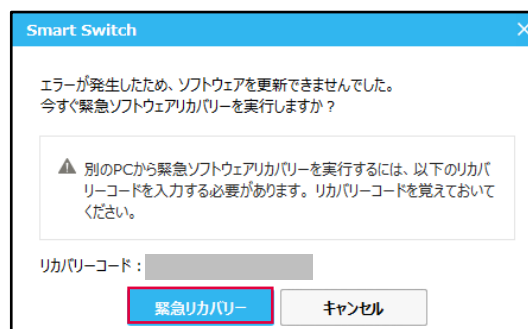 Smart Switch
エラーが発生したため、ソフトウェアを更新できませんでした。
今すぐ緊急ソフトウェアリカバリーを実行しますか？
別のPCから緊急ソフトウェアリカバリーを実行するには、以下のリカバ
リーコードを入力する必要があります。リカバリーコードを覚えておいて
ください。
リカバリーコード：
緊急リカバリー
キャンセル